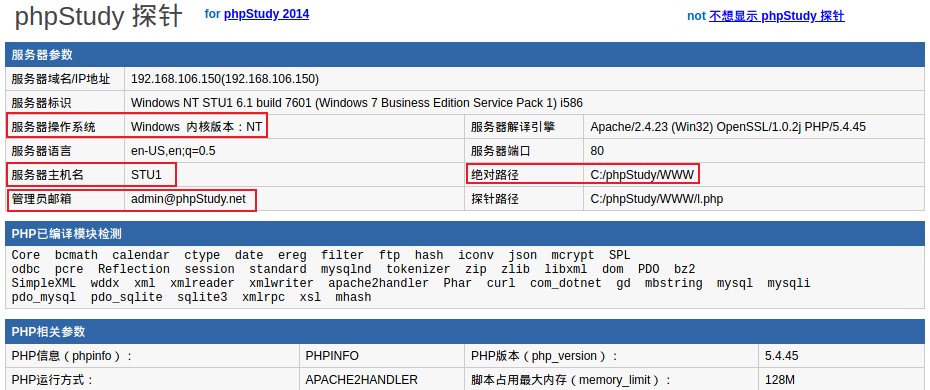 phpStudy 探针 for phpStudy 2014 not 不想显示 phpStudy 探针
服务器参数
服务器域名/IP地址 192.168.106.150(192.168.106.150)
服务器标识 Windows NT STU1 6.1 build 7601 (Windows 7 Business Edition Service Pack 1) i586
服务器操作系统 Windows 内核版本：NT 服务器解译引擎 Apache/2.4.23 (Win32) OpenSSL/1.0.2j PHP/5.4.45
服务器语言 en-US,en;q=0.5 服务器端口 80
服务器主机名 STU1 绝对路径 C:/phpStudy/WWW
管理员邮箱 admin@phpStudy.net 探针路径 C:/phpStudy/WWW/l.php
PHP已编译模块检测
Core bcmath calendar ctype date ereg filter ftp hash iconv json mcrypt SPL
odbc pcre Reflection session standard mysqlnd tokenizer zip zlib libxml dom PDO bz2
SimpleXML wddx xml xmlreader xmlwriter apache2handler Phar curl com_dotnet gd mbstring mysql mysqli
pdo_mysql pdo_sqlite sqlite3 xmlrpc xsl mhash
PHP相关参数
PHP信息（phpinfo）： PHPINFO PHP版本（php_version）： 5.4.45
PHP运行方式： APACHE2HANDLER 脚本占用最大内存（memory_limit）： 128M